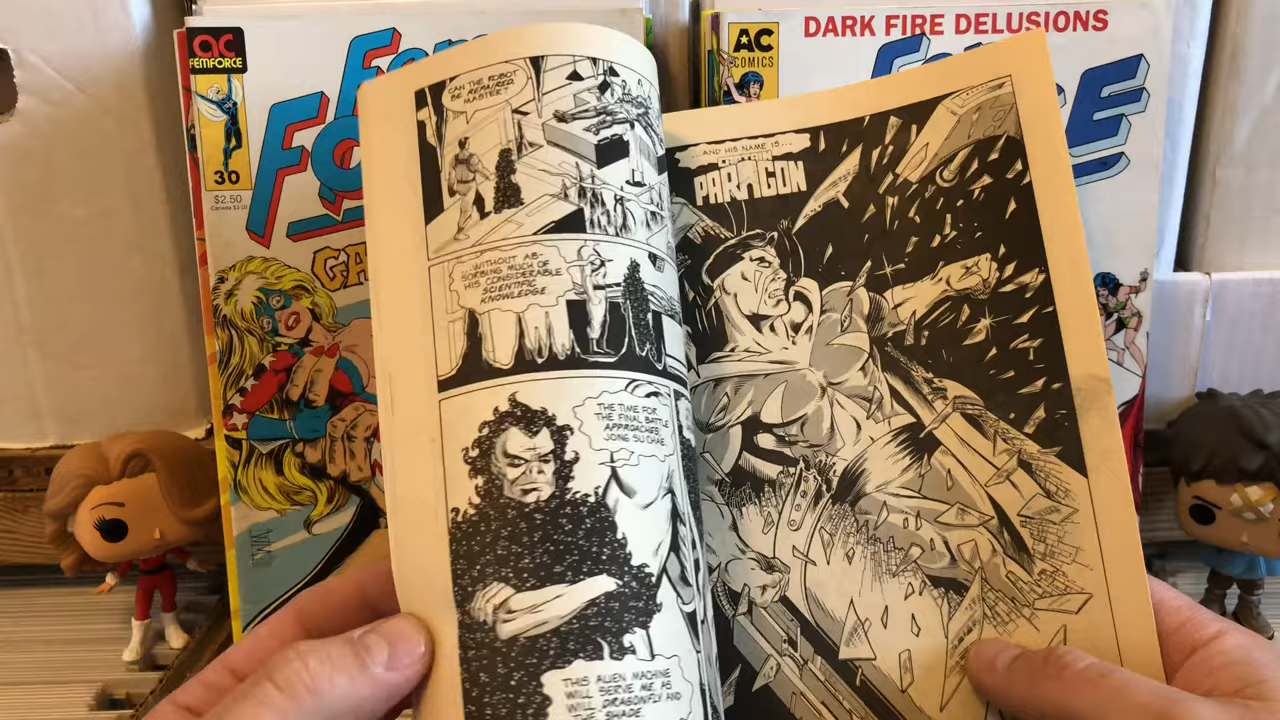 AC
FEMFORCE
30
$2.50
AC
COMICS
DARK FIRE DELUSIONS
CAN THE ROBOT
BE REPAIRED,
MASTER?
...WITHOUT AB-
SORBING MUCH OF
HIS CONSIDERABLE
SCIENTIFIC
KNOWLEDGE
THE TIME FOR
THE FINAL BATTLE
APPROACHES,
JONG SU CHAE.
THIS ALIEN MACHINE
WILL SERVE ME, AS
WILL DRAGONFLY AND
THE SHADE.
...AND HIS NAME IS...
CAPTAIN
PARAGON